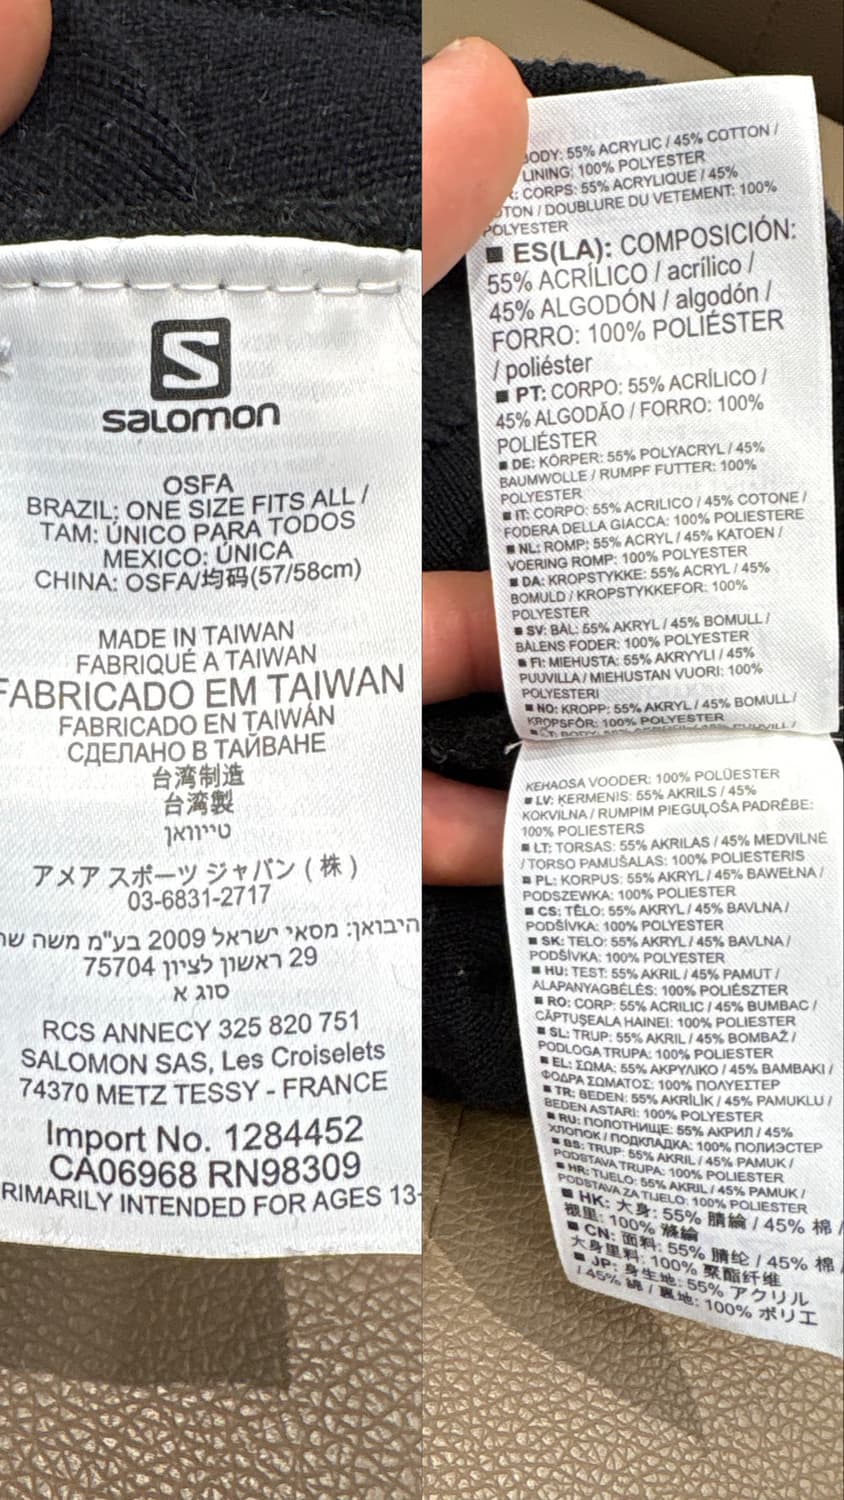 S
SALOMON
OSFA
BRAZIL: ONE SIZE FITS ALL /
TAM: ÚNICO PARA TODOS
MEXICO: ÚNICA
CHINA: OSFA/均码(57/58cm)
MADE IN TAIWAN
FABRIQUÉ A TAIWAN
FABRICADO EM TAIWAN
FABRICADO EN TAIWÁN
СДЕЛАНО В ТАЙВАНЕ
台湾制造
台湾製
טייוואן
アメア スポーツ ジャパン ( 株 )
03-6831-2717
היבואן: מסאי ישראל 2009 בע"מ משה
29 ראשון לציון 75704
סוג א
RCS ANNECY 325 820 751
SALOMON SAS, Les Croiselets
74370 METZ TESSY - FRANCE
Import No. 1284452
CA06968 RN98309
RIMARILY INTENDED FOR AGES 13-
BODY: 55% ACRYLIC / 45% COTTON /
LINING: 100% POLYESTER
: CORPS: 55% ACRYLIQUE / 45%
OTON / DOUBLURE DU VETEMENT: 100%
POLYESTER
■ ES(LA): COMPOSICIÓN:
55% ACRÍLICO / acrílico /
45% ALGODÓN / algodón /
FORRO: 100% POLIÉSTER
/ poliéster
■ PT: CORPO: 55% ACRÍLICO /
45% ALGODÃO / FORRO: 100%
POLIÉSTER
■ DE: KÖRPER: 55% POLYACRYL / 45%
BAUMWOLLE / RUMPF FUTTER: 100%
POLYESTER
■ IT: CORPO: 55% ACRILICO / 45% COTONE /
FODERA DELLA GIACCA: 100% POLIESTERE
■ NL: ROMP: 55% ACRYL / 45% KATOEN /
VOERING ROMP: 100% POLYESTER
■ DA: KROPSTYKKE: 55% ACRYL / 45%
BOMULD / KROPSTYKKEFOR: 100%
POLYESTER
■ SV: BÅL: 55% AKRYL / 45% BOMULL /
BÅLENS FODER: 100% POLYESTER
■ FI: MIEHUSTA: 55% AKRYYLI / 45%
PUUVILLA / MIEHUSTAN VUORI: 100%
POLYESTERI
■ NO: KROPP: 55% AKRYL / 45% BOMULL /
KROPSFÓR: 100% POLYESTER
KEHAOSA VOODER: 100% POLÜESTER
■ LV: ĶERMENIS: 55% AKRILS / 45%
KOKVILNA / RUMPIM PIEGUĻOŠA PADRĒBE:
100% POLIESTERS
■ LT: TORSAS: 55% AKRILAS / 45% MEDVILNĖ
/ TORSO PAMUŠALAS: 100% POLIESTERIS
■ PL: KORPUS: 55% AKRYL / 45% BAWEŁNA /
PODSZEWKA: 100% POLIESTER
■ CS: TĚLO: 55% AKRYL / 45% BAVLNA /
PODŠÍVKA: 100% POLYESTER
■ SK: TELO: 55% AKRYL / 45% BAVLNA /
PODŠÍVKA: 100% POLYESTER
■ HU: TEST: 55% AKRIL / 45% PAMUT /
ALAPANYAGBÉLÉS: 100% POLIÉSZTER
■ RO: CORP: 55% ACRILIC / 45% BUMBAC /
CĂPTUȘEALA HAINEI: 100% POLIESTER
■ SL: TRUP: 55% AKRIL / 45% BOMBAŽ /
PODLOGA TRUPA: 100% POLIESTER
■ EL: ΣΩΜΑ: 55% ΑΚΡΥΛΙΚΟ / 45% ΒΑΜΒΑΚΙ /
ΦΟΔΡΑ ΣΩΜΑΤΟΣ: 100% ΠΟΛΥΕΣΤΕΡ
■ TR: BEDEN: 55% AKRİLİK / 45% PAMUKLU /
BEDEN ASTARI: 100% POLYESTER
■ RU: ПОЛОТНИЩЕ: 55% АКРИЛ / 45%
ХЛОПОК / ПОДКЛАДКА: 100% ПОЛИЭСТЕР
■ BS: TRUP: 55% AKRIL / 45% PAMUK /
PODSTAVA TRUPA: 100% POLIESTER
■ HR: TIJELO: 55% AKRIL / 45% PAMUK /
PODSTAVA ZA TIJELO: 100% POLIESTER
■ HK: 大身: 55% 腈綸 / 45% 棉 /
襯里: 100% 滌綸
■ CN: 面料: 55% 腈纶 / 45% 棉 /
大身里料: 100% 聚酯纤维
■ JP: 身生地: 55% アクリル
/ 45% 綿 / 裏地: 100% ポリエ